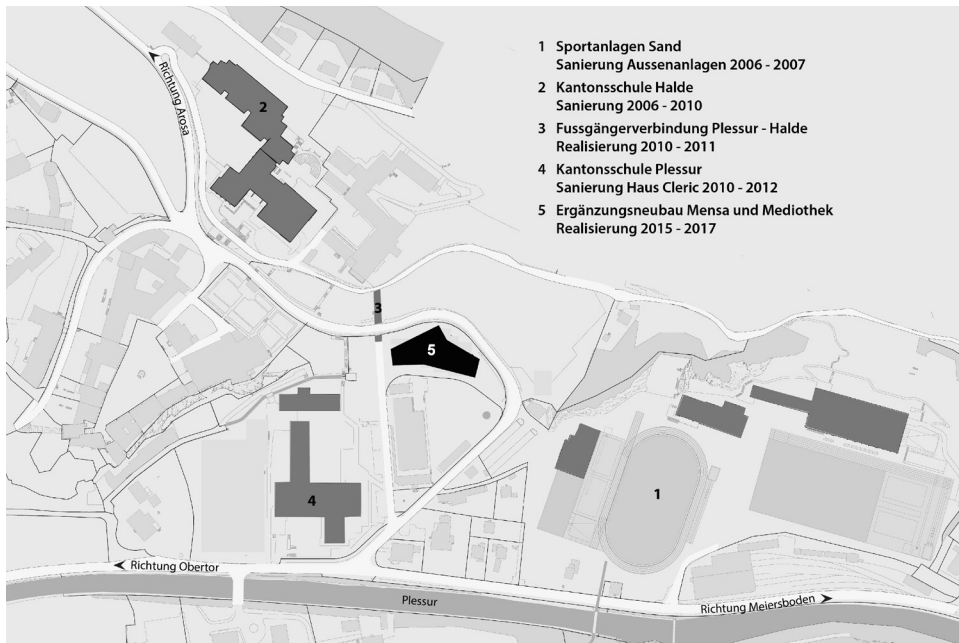 1 Sportanlagen Sand
Sanierung Aussenanlagen 2006 - 2007
2 Kantonsschule Halde
Sanierung 2006 - 2010
3 Fussgängerverbindung Plessur - Halde
Realisierung 2010 - 2011
4 Kantonsschule Plessur
Sanierung Haus Cleric 2010 - 2012
5 Ergänzungsneubau Mensa und Mediothek
Realisierung 2015 - 2017
Richtung Arosa
2
3
5
4
1
Richtung Obertor
Plessur
Richtung Meiersboden